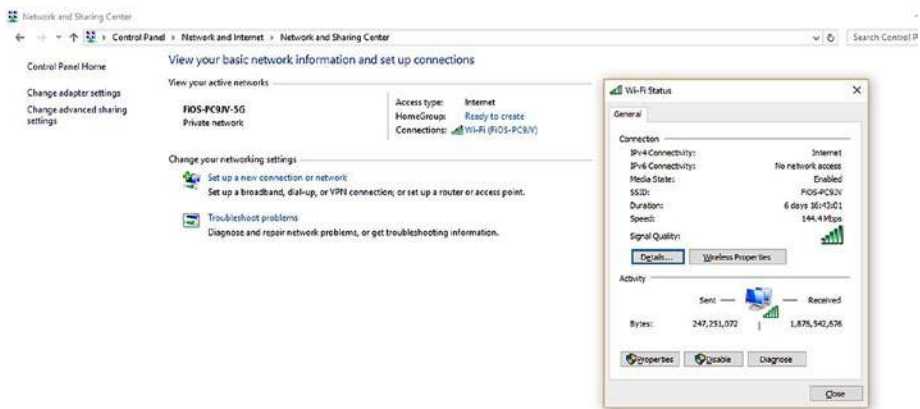 Network and Sharing Center
Control Panel › Network and Internet › Network and Sharing Center
Search Control P
Control Panel Home
Change adapter settings
Change advanced sharing
settings
View your basic network information and set up connections
View your active networks
FiOS-PC9JV-5G
Private network
Access type: Internet
HomeGroup: Ready to create
Connections: Wi-Fi (FiOS-PC9JV)
Change your networking settings
Set up a new connection or network
Set up a broadband, dial-up, or VPN connection; or set up a router or access point.
Troubleshoot problems
Diagnose and repair network problems, or get troubleshooting information.
Wi-Fi Status
General
Connection
IPv4 Connectivity: Internet
IPv6 Connectivity: No network access
Media State: Enabled
SSID: FiOS-PC9JV
Duration: 6 days 16:43:01
Speed: 144.4 Mbps
Signal Quality:
Details... Wireless Properties
Activity
Sent — — Received
Bytes: 247,251,072 | 1,876,542,676
Properties Disable Diagnose
Close